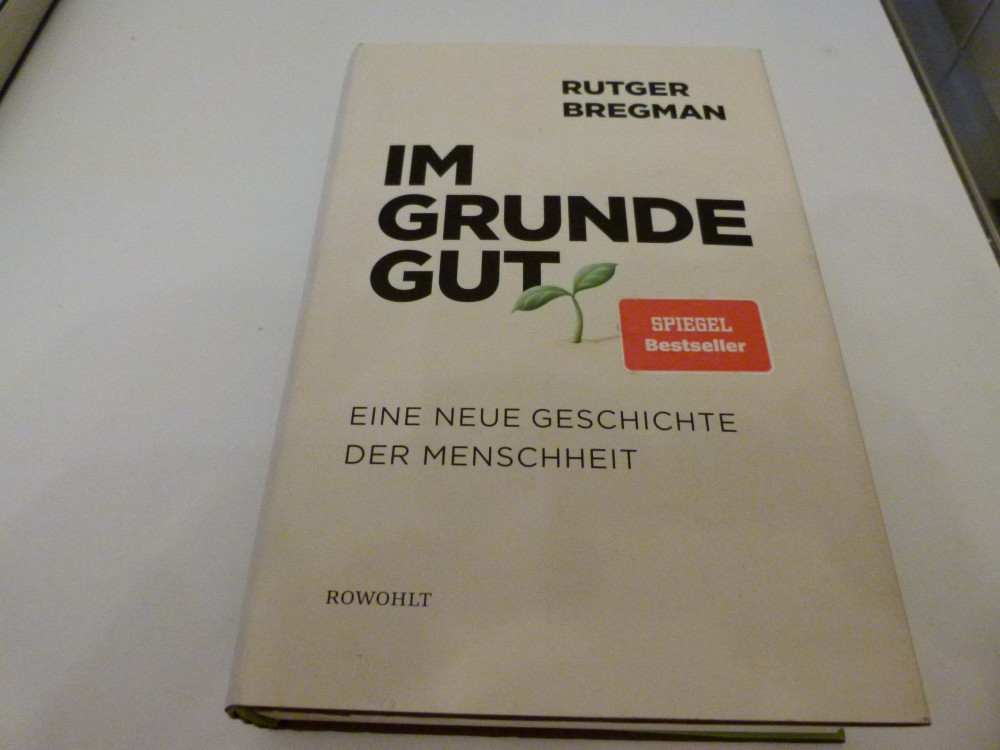 RUTGER
BREGMAN
IM
GRUNDE
GUT
SPIEGEL
Bestseller
EINE NEUE GESCHICHTE
DER MENSCHHEIT
ROWOHLT